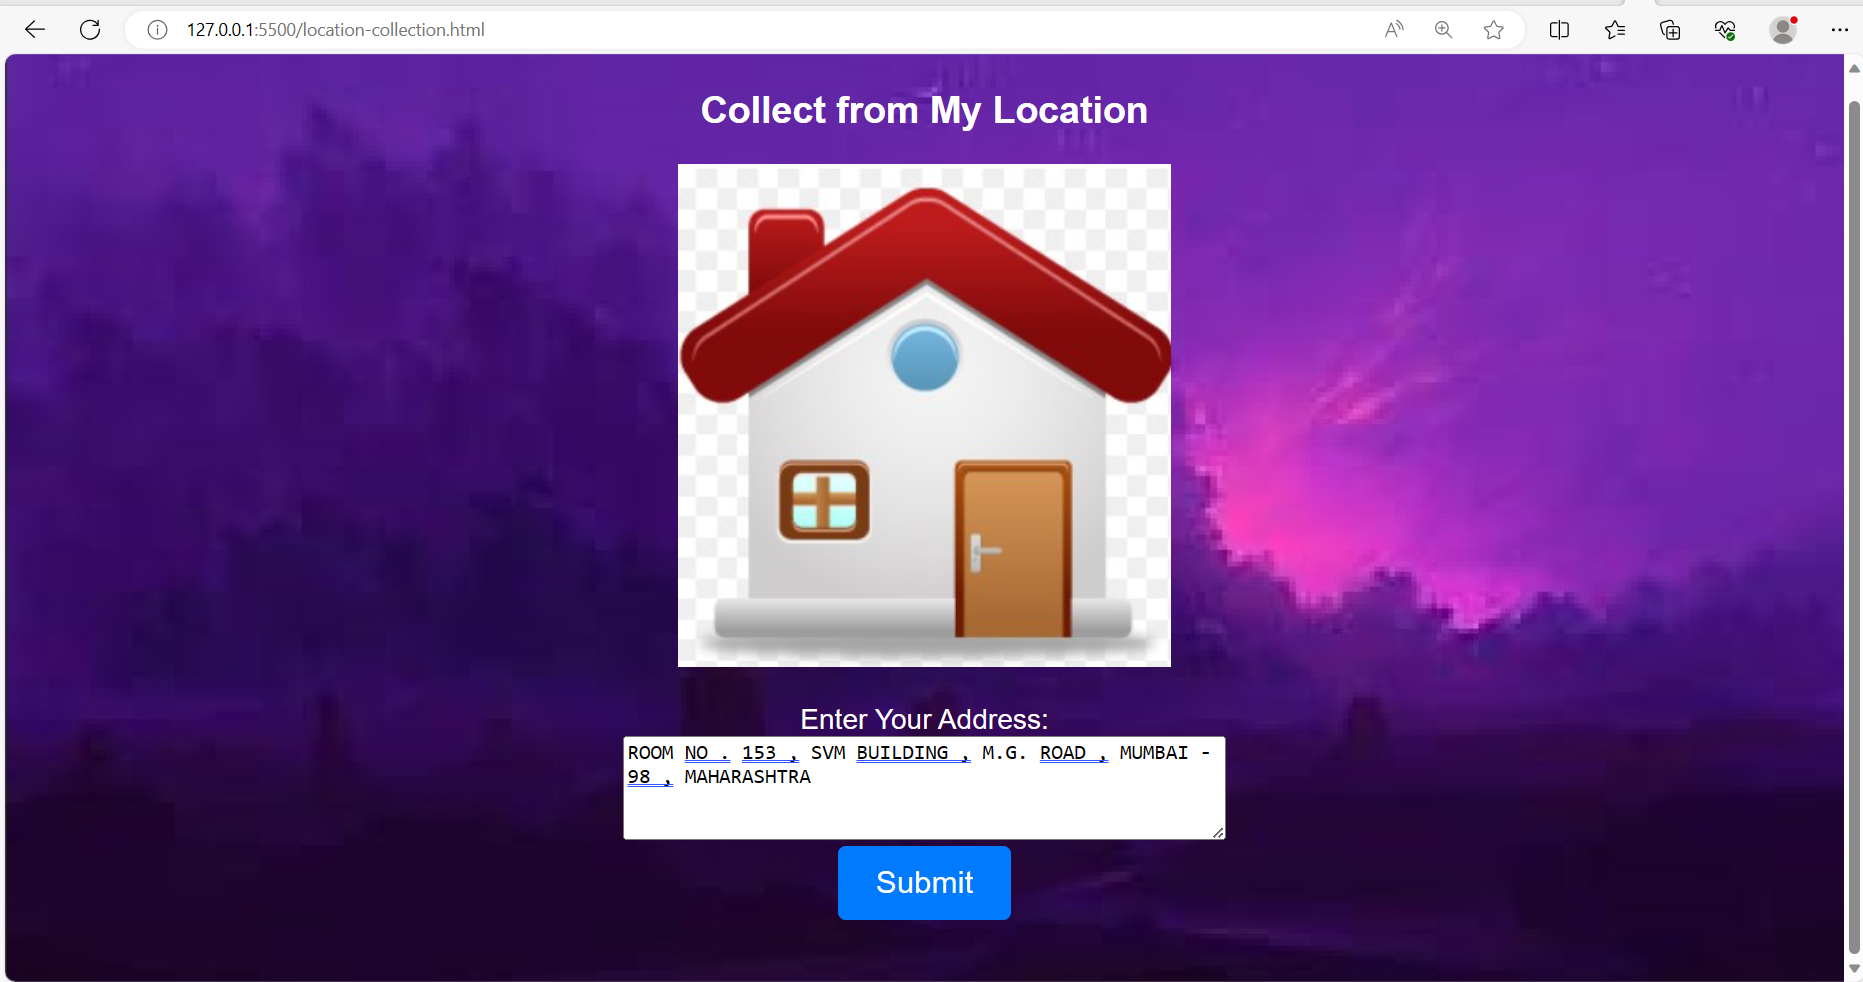 127.0.0.1:5500/location-collection.html
Collect from My Location
Enter Your Address:
ROOM NO . 153 , SVM BUILDING , M.G. ROAD , MUMBAI -
98 , MAHARASHTRA
Submit